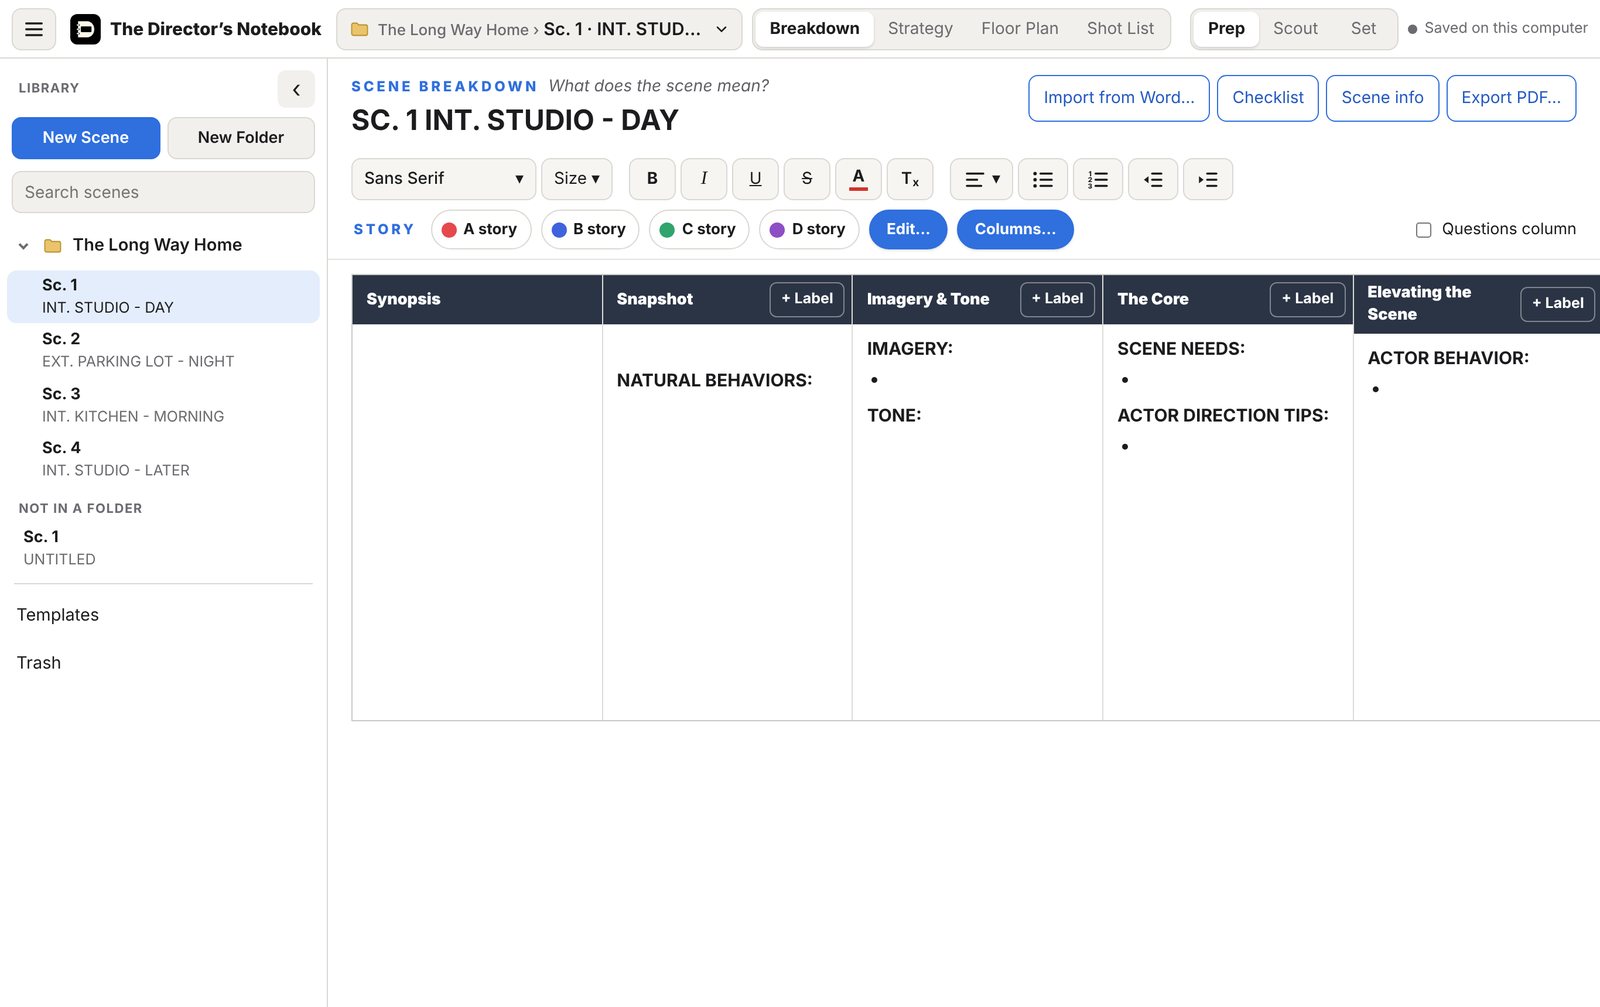 The Director's Notebook
The Long Way Home › Sc. 1 · INT. STUD...
Breakdown Strategy Floor Plan Shot List
Prep Scout Set
Saved on this computer
LIBRARY
New Scene New Folder
Search scenes
The Long Way Home
Sc. 1
INT. STUDIO - DAY
Sc. 2
EXT. PARKING LOT - NIGHT
Sc. 3
INT. KITCHEN - MORNING
Sc. 4
INT. STUDIO - LATER
NOT IN A FOLDER
Sc. 1
UNTITLED
Templates
Trash
SCENE BREAKDOWN What does the scene mean?
SC. 1 INT. STUDIO - DAY
Import from Word... Checklist Scene info Export PDF...
Sans Serif ▾ Size ▾ B I U S A Tx
STORY A story B story C story D story Edit... Columns... Questions column
Synopsis
Snapshot + Label
NATURAL BEHAVIORS:
Imagery & Tone + Label
IMAGERY:
•
TONE:
The Core + Label
SCENE NEEDS:
•
ACTOR DIRECTION TIPS:
•
Elevating the
Scene + Label
ACTOR BEHAVIOR:
•